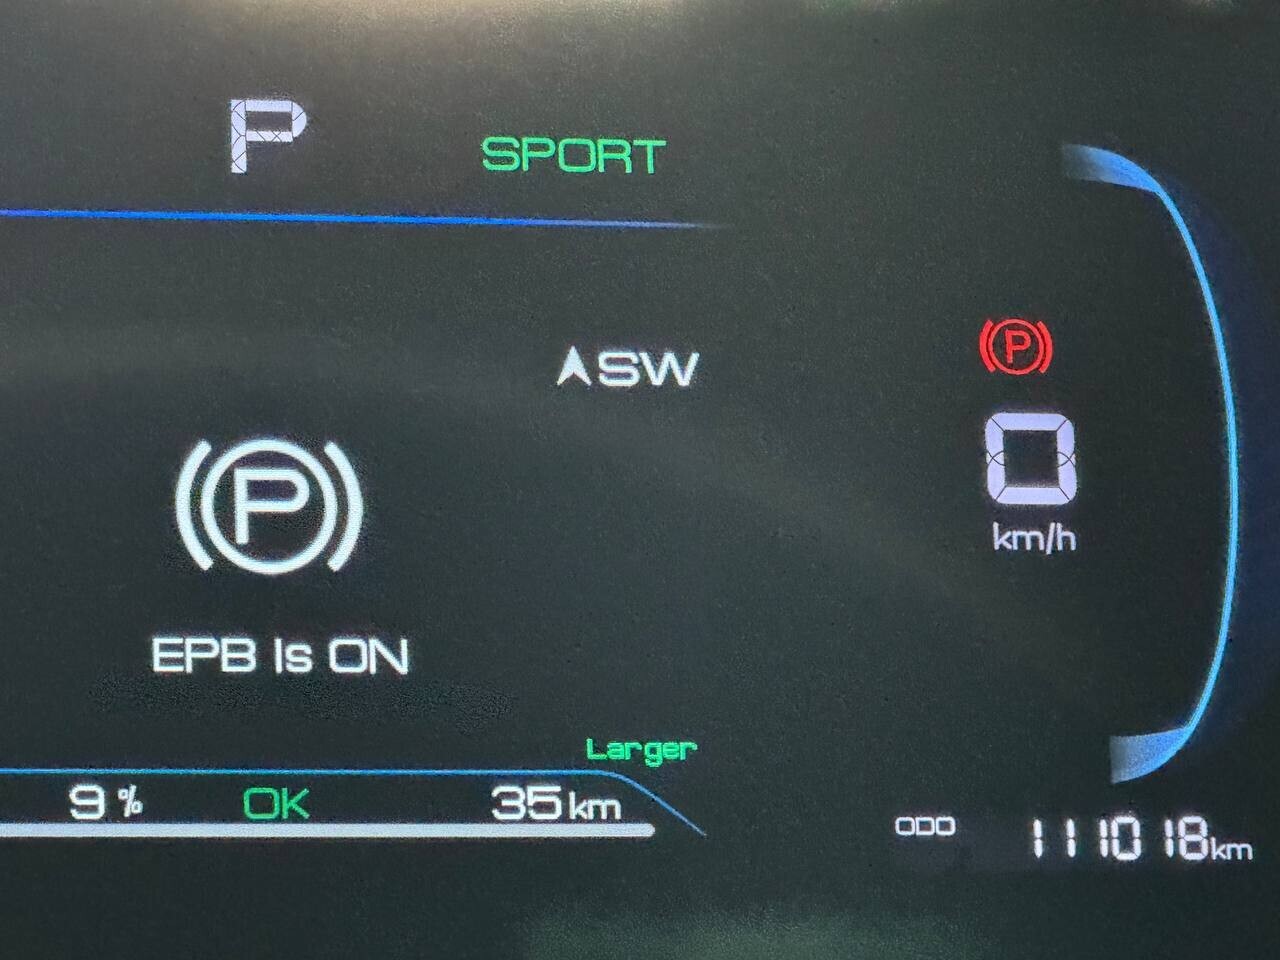 P
SPORT
SW
P
P
0
km/h
EPB Is ON
Larger
9 % OK 35 km
ODO 111018 km